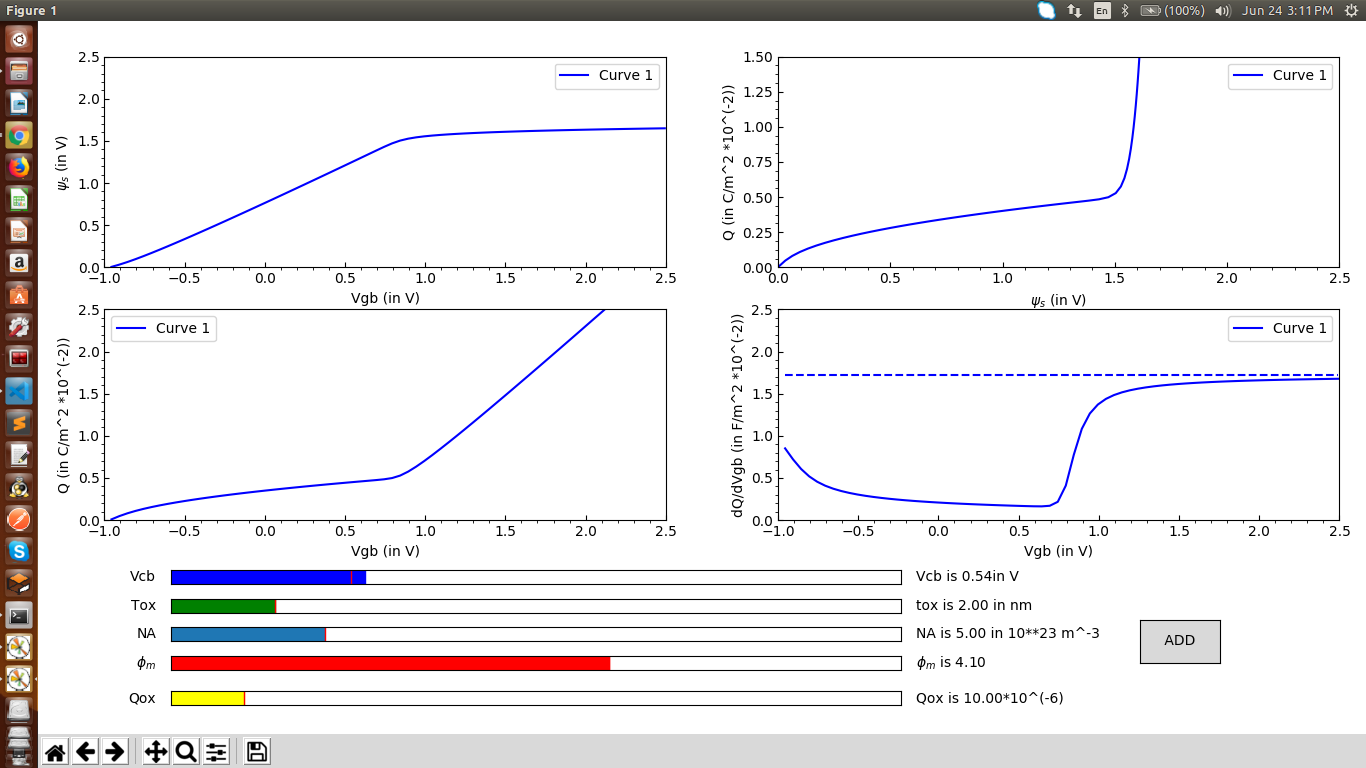 Figure 1
En
(100%)
Jun 24 3:11 PM
2.5
2.0
1.5
1.0
0.5
0.0
ψs (in V)
Curve 1
−1.0 −0.5 0.0 0.5 1.0 1.5 2.0 2.5
Vgb (in V)
1.50
1.25
1.00
0.75
0.50
0.25
0.00
Q (in C/m^2 *10^(-2))
Curve 1
0.0 0.5 1.0 1.5 2.0 2.5
ψs (in V)
2.5
2.0
1.5
1.0
0.5
0.0
Q (in C/m^2 *10^(-2))
Curve 1
−1.0 −0.5 0.0 0.5 1.0 1.5 2.0 2.5
Vgb (in V)
2.5
2.0
1.5
1.0
0.5
0.0
dQ/dVgb (in F/m^2 *10^(-2))
Curve 1
−1.0 −0.5 0.0 0.5 1.0 1.5 2.0 2.5
Vgb (in V)
Vcb Vcb is 0.54in V
Tox tox is 2.00 in nm
NA NA is 5.00 in 10**23 m^-3
ϕm ϕm is 4.10
Qox Qox is 10.00*10^(-6)
ADD